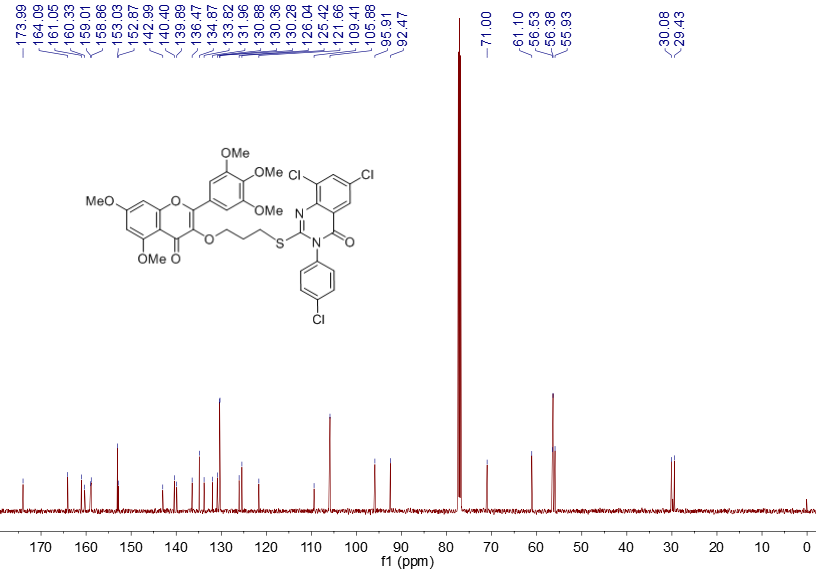 173.99
164.09
161.05
160.33
159.01
158.86
153.03
152.87
142.99
140.40
139.89
136.47
134.87
133.82
131.96
130.88
130.36
130.28
126.04
125.42
121.66
109.41
105.88
95.91
92.47
71.00
61.10
56.53
56.38
55.93
30.08
29.43
OMe
OMe
Cl
Cl
MeO
O
OMe
N
O
S
N
O
OMe
O
Cl
170 160 150 140 130 120 110 100 90 80 70 60 50 40 30 20 10 0
f1 (ppm)